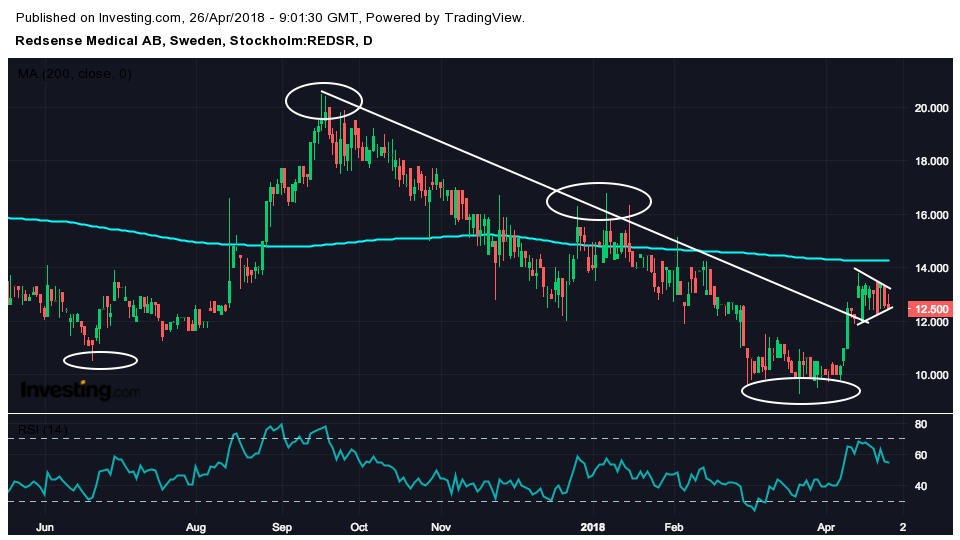 Published on Investing.com, 26/Apr/2018 - 9:01:30 GMT, Powered by TradingView.
Redsense Medical AB, Sweden, Stockholm:REDSR, D
MA (200, close, 0)
20.000
18.000
16.000
14.000
12.500
12.000
10.000
Investing.com
RSI (14)
80
60
40
Jun
Aug
Sep
Oct
Nov
2018
Feb
Apr
2